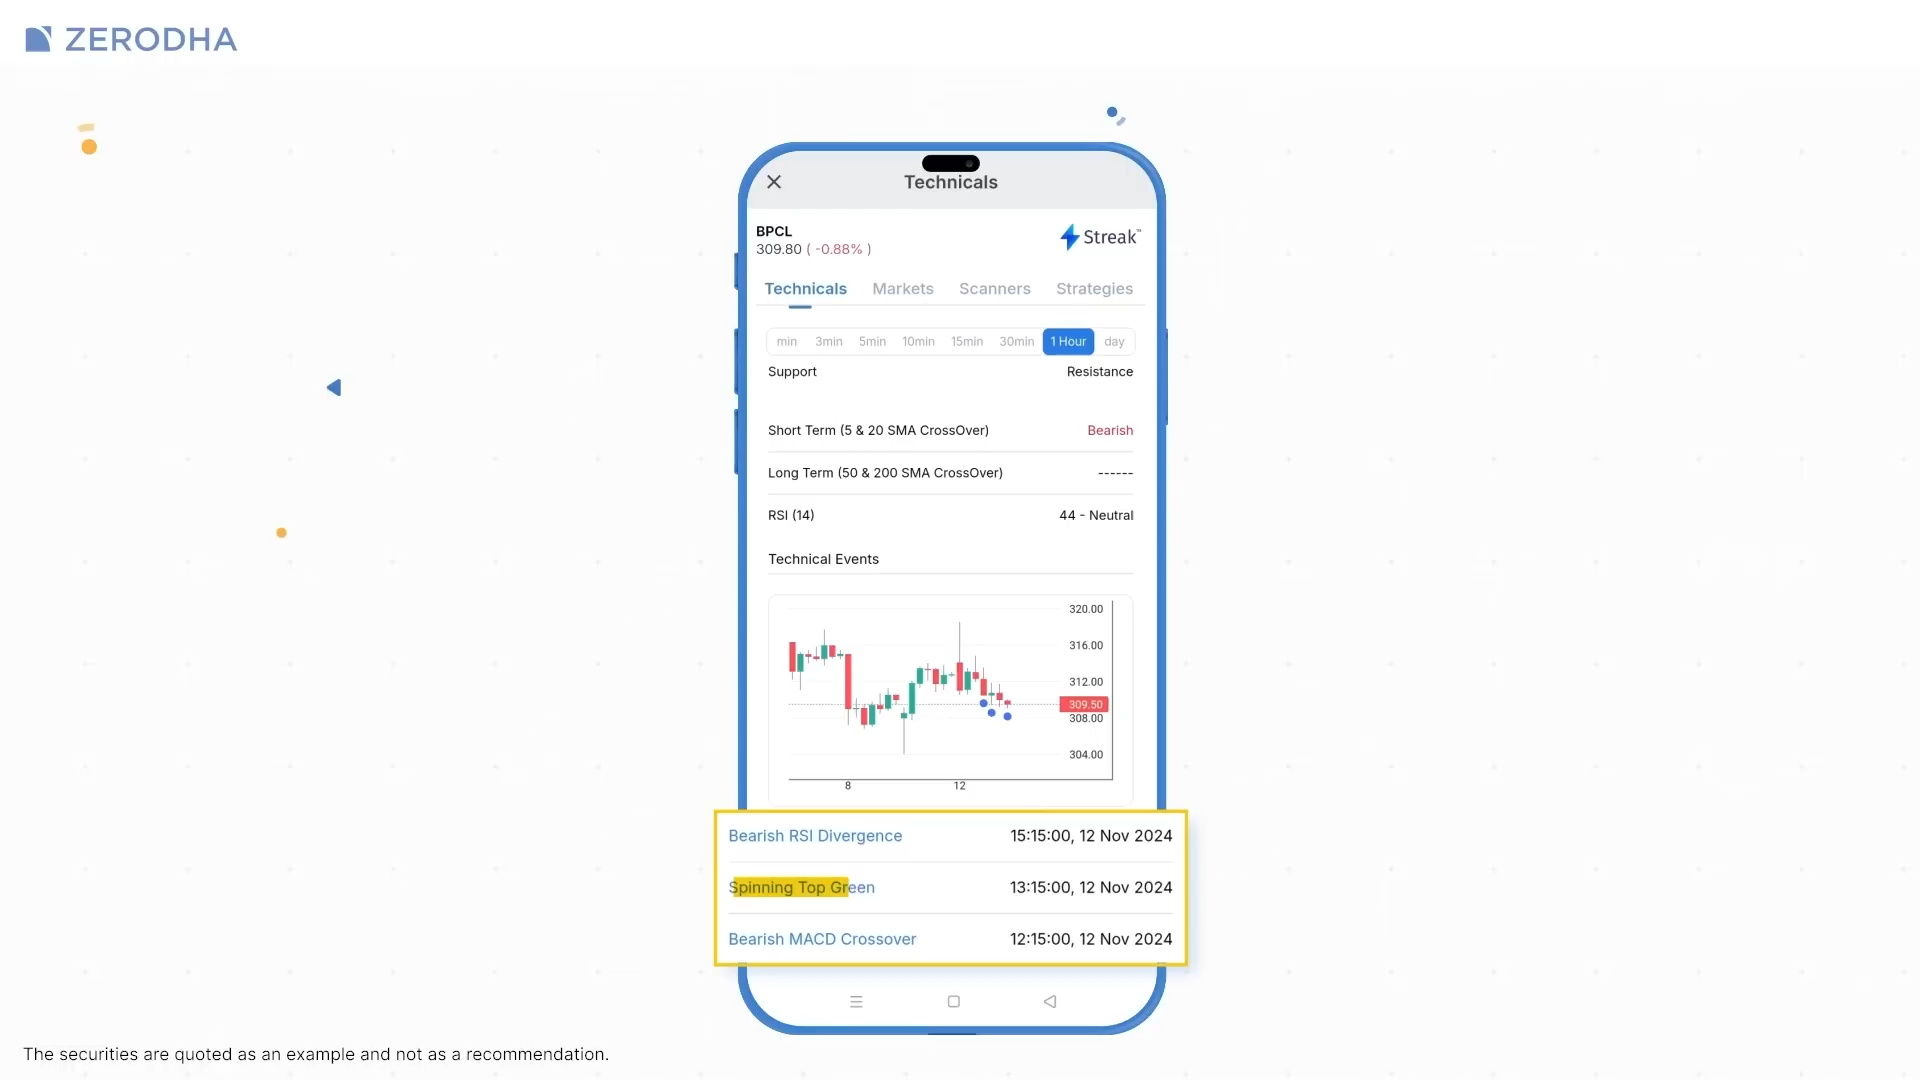 ZERODHA
Technicals
BPCL
309.80 ( -0.88% )
Streak™
Technicals Markets Scanners Strategies
min 3min 5min 10min 15min 30min 1 Hour day
Support Resistance
Short Term (5 & 20 SMA CrossOver) Bearish
Long Term (50 & 200 SMA CrossOver) ------
RSI (14) 44 - Neutral
Technical Events
320.00
316.00
312.00
309.50
308.00
304.00
8 12
Bearish RSI Divergence 15:15:00, 12 Nov 2024
Spinning Top Green 13:15:00, 12 Nov 2024
Bearish MACD Crossover 12:15:00, 12 Nov 2024
The securities are quoted as an example and not as a recommendation.